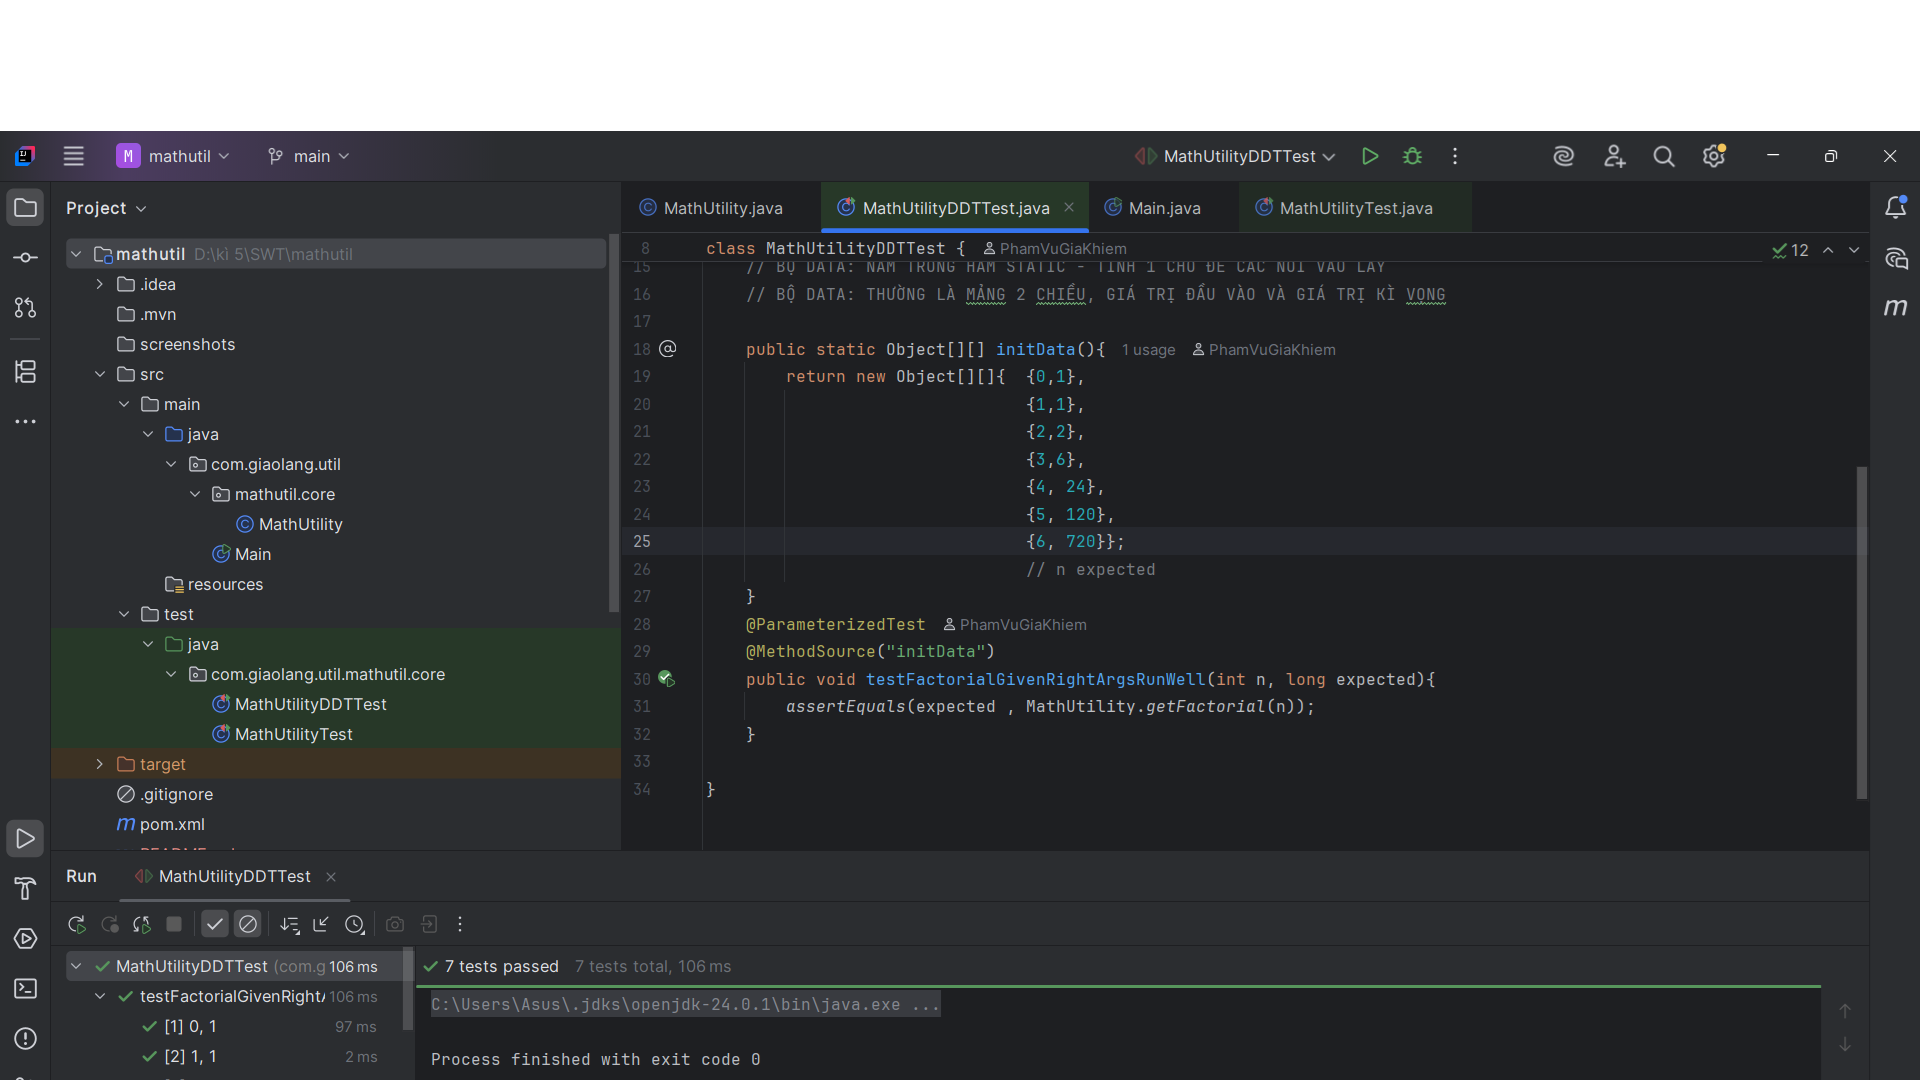 M mathutil main MathUtilityDDTTest
Project
MathUtility.java MathUtilityDDTTest.java Main.java MathUtilityTest.java
mathutil D:\kì 5\SWT\mathutil
.idea
.mvn
screenshots
src
main
java
com.giaolang.util
mathutil.core
MathUtility
Main
resources
test
java
com.giaolang.util.mathutil.core
MathUtilityDDTTest
MathUtilityTest
target
.gitignore
pom.xml
8 class MathUtilityDDTTest { PhamVuGiaKhiem 12
15 // BỘ DATA: NẰM TRONG HÀM STATIC - TĨNH 1 CHỖ ĐỂ CÁC NƠI VÀO LẤY
16 // BỘ DATA: THƯỜNG LÀ MẢNG 2 CHIỀU, GIÁ TRỊ ĐẦU VÀO VÀ GIÁ TRỊ KÌ VỌNG
17
18 public static Object[][] initData(){ 1 usage PhamVuGiaKhiem
19 return new Object[][]{ {0,1},
20 {1,1},
21 {2,2},
22 {3,6},
23 {4, 24},
24 {5, 120},
25 {6, 720}};
26 // n expected
27 }
28 @ParameterizedTest PhamVuGiaKhiem
29 @MethodSource("initData")
30 public void testFactorialGivenRightArgsRunWell(int n, long expected){
31 assertEquals(expected , MathUtility.getFactorial(n));
32 }
33
34 }
Run MathUtilityDDTTest
MathUtilityDDTTest (com.g 106 ms
testFactorialGivenRightA 106 ms
[1] 0, 1 97 ms
[2] 1, 1 2 ms
7 tests passed 7 tests total, 106 ms
C:\Users\Asus\.jdks\openjdk-24.0.1\bin\java.exe ...
Process finished with exit code 0